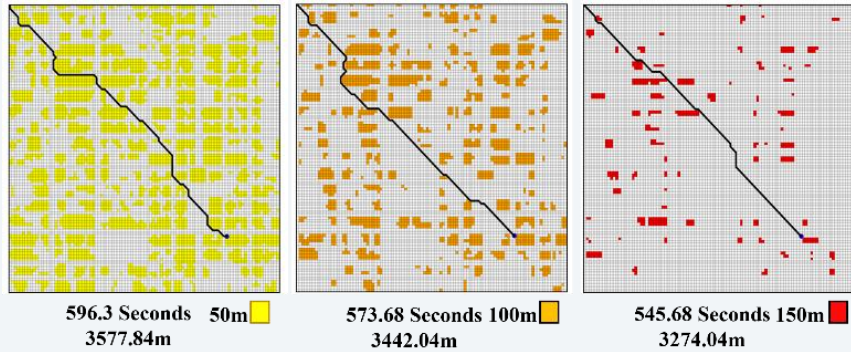 596.3 Seconds 50m
3577.84m
573.68 Seconds 100m
3442.04m
545.68 Seconds 150m
3274.04m